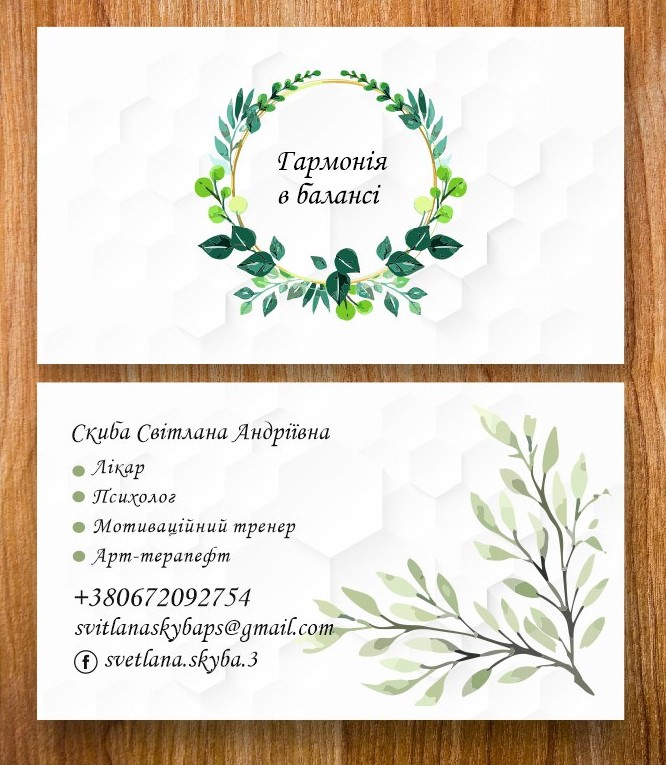 Гармонія
в балансі
Скиба Світлана Андріївна
Лікар
Психолог
Мотиваційний тренер
Арт-терапефт
+380672092754
svitlanaskybaps@gmail.com
svetlana.skyba.3